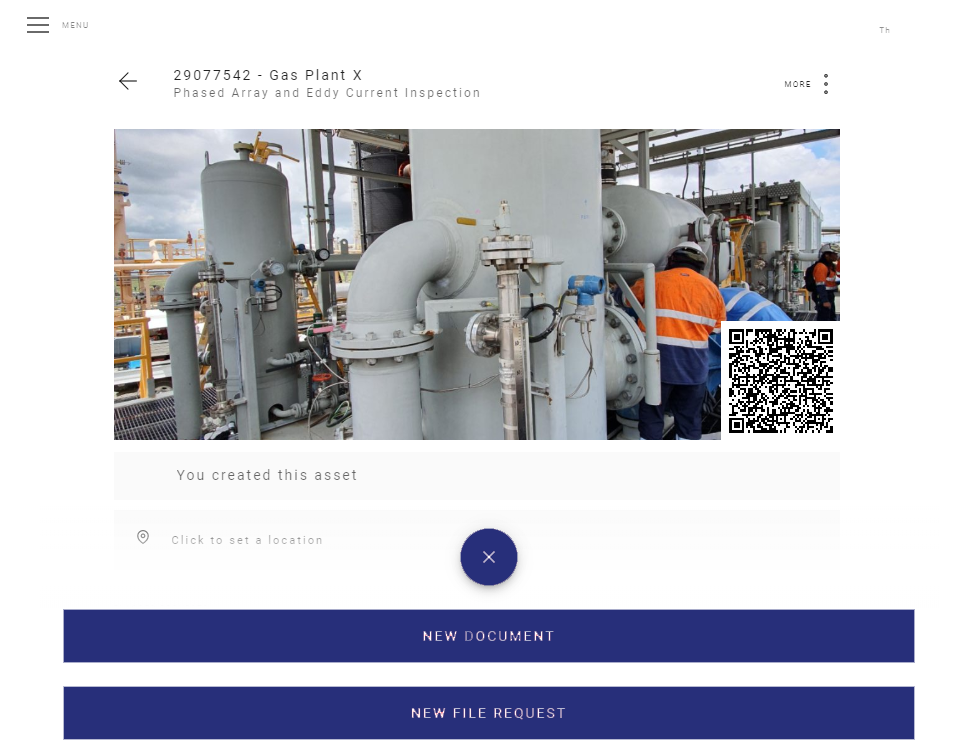 MENU
Th
29077542 - Gas Plant X
Phased Array and Eddy Current Inspection
MORE
You created this asset
Click to set a location
NEW DOCUMENT
NEW FILE REQUEST